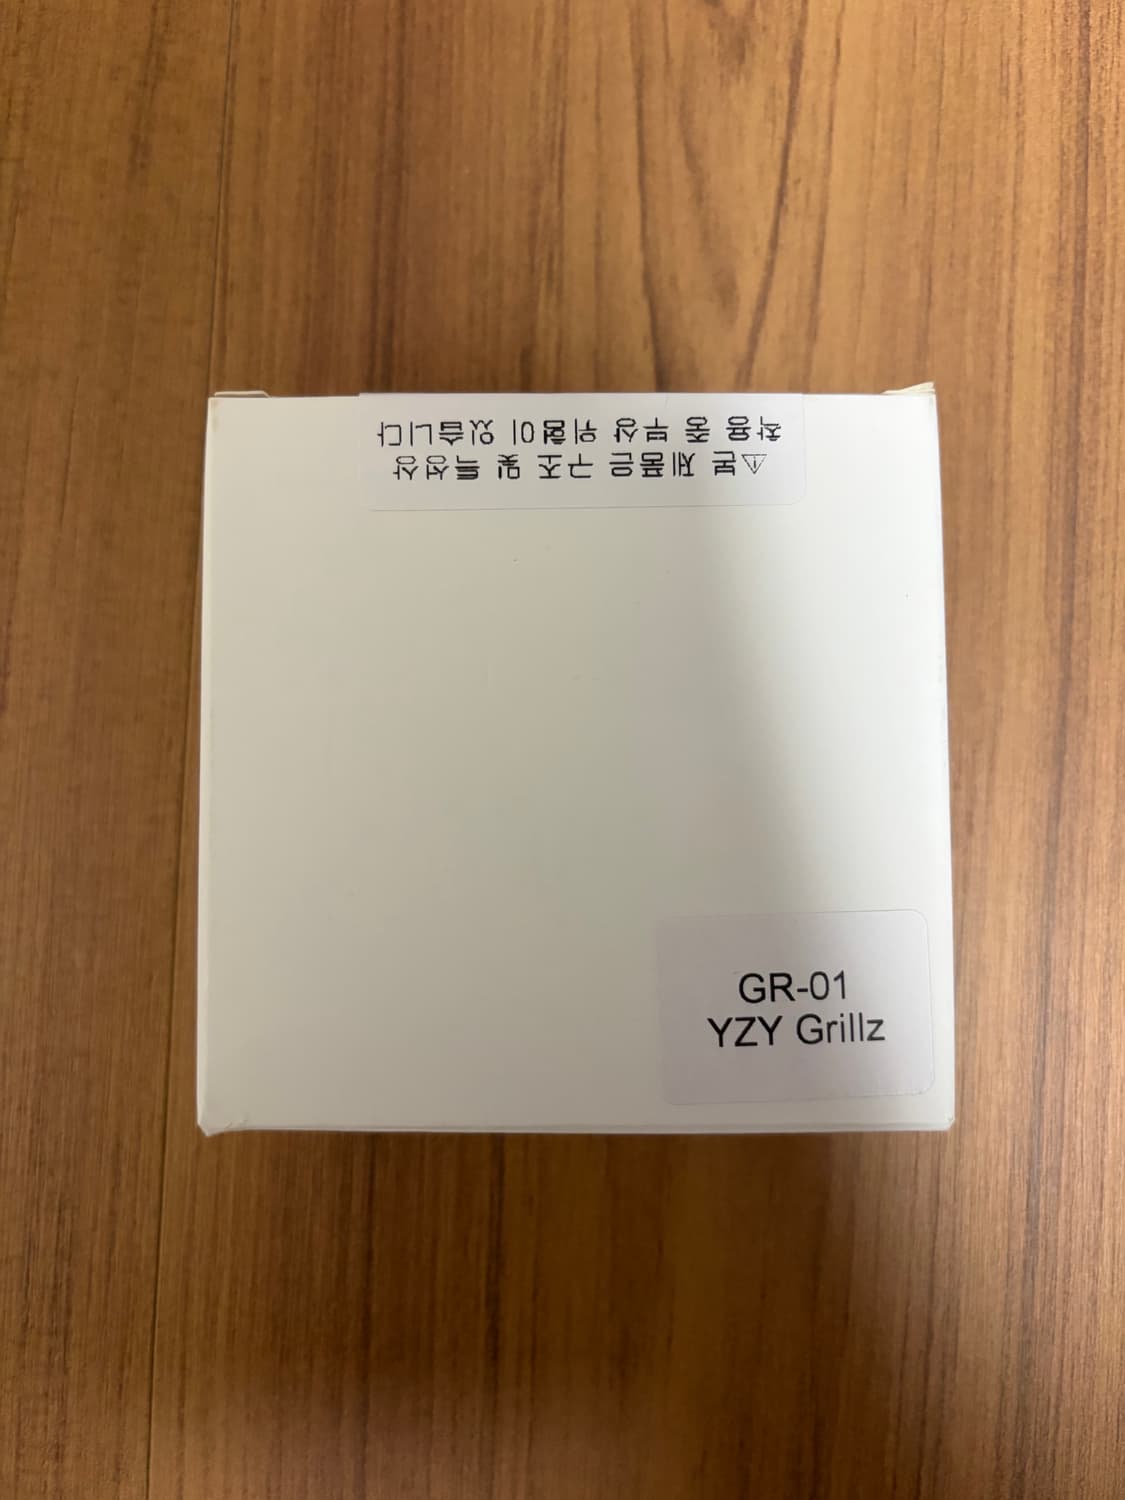 ⚠본 제품은 구조 및 특성상
착용 중 부상 위험이 있습니다
GR-01
YZY Grillz